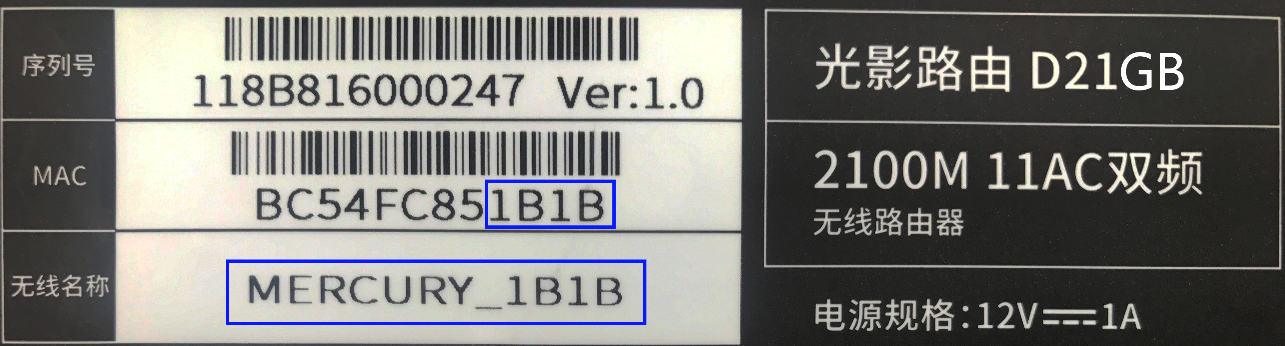 序列号
118B816000247 Ver:1.0
MAC
BC54FC851B1B
无线名称
MERCURY_1B1B
光影路由 D21GB
2100M 11AC双频
无线路由器
电源规格:12V⎓1A